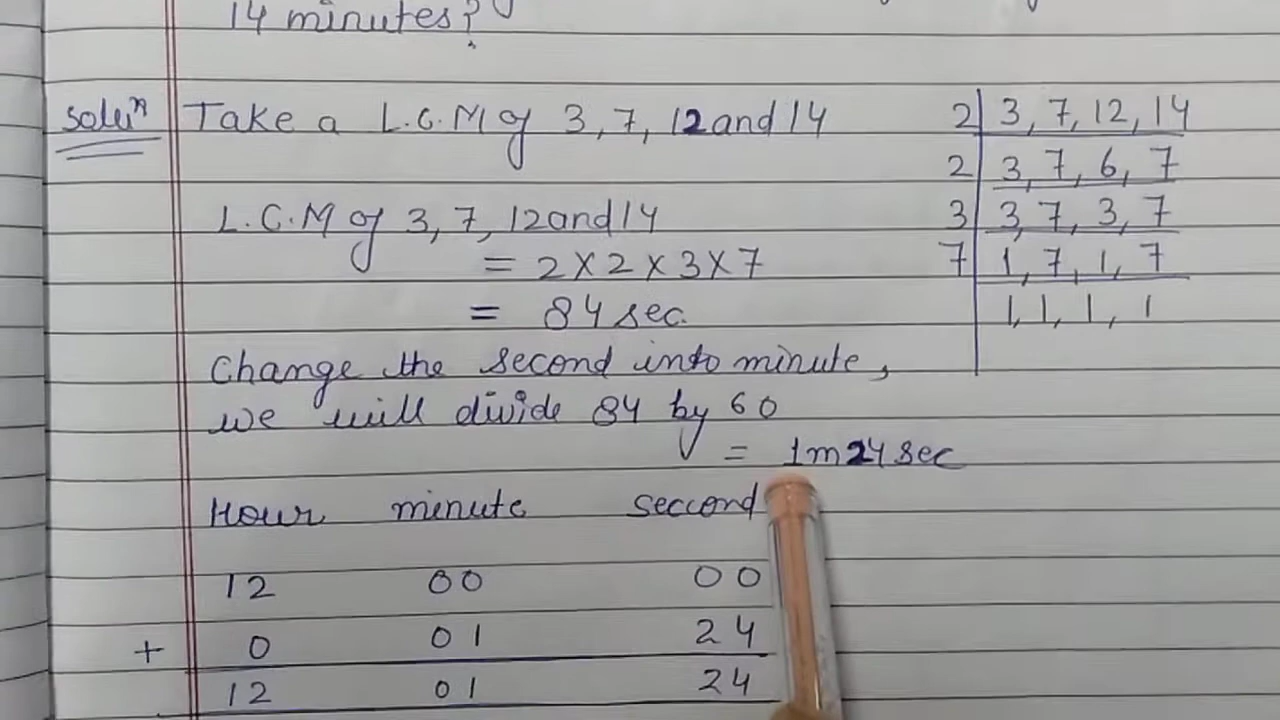 14 minutes?
Soluⁿ Take a L.C.M of 3, 7, 12 and 14
L.C.M of 3, 7, 12 and 14
= 2 X 2 X 3 X 7
= 84 sec.
Change the second into minute,
we will divide 84 by 60
= 1m 24 sec
Hour minute seccond
12 00 00
+ 0 01 24
12 01 24
2 3, 7, 12, 14
2 3, 7, 6, 7
3 3, 7, 3, 7
7 1, 7, 1, 7
1, 1, 1, 1